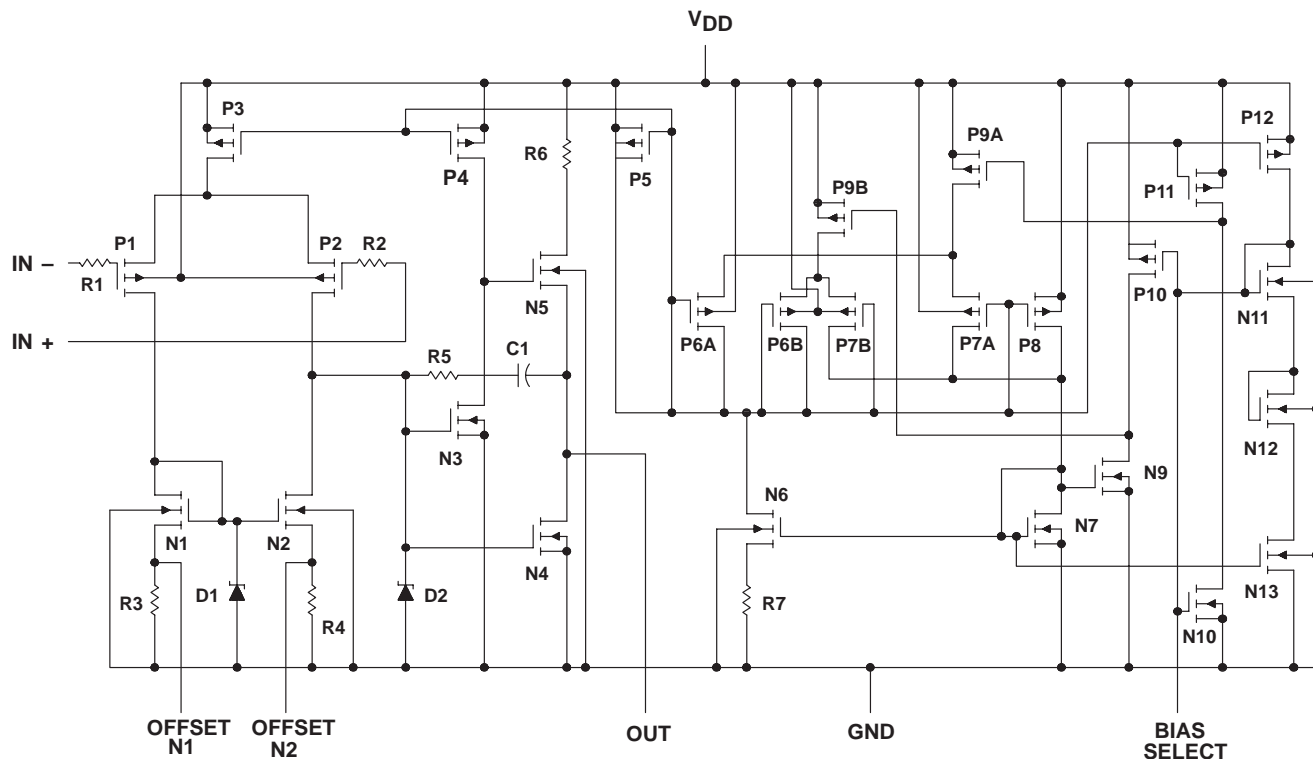 VDD
P3
P4
R6
P5
P9A
P12
P9B
P11
IN –
R1
P1
P2
R2
N5
P10
N11
IN +
P6A
P6B
P7B
P7A
P8
R5
C1
N3
N12
N1
N2
N4
N6
N7
N9
R3
D1
R4
D2
R7
N13
N10
OFFSET
N1
OFFSET
N2
OUT
GND
BIAS
SELECT